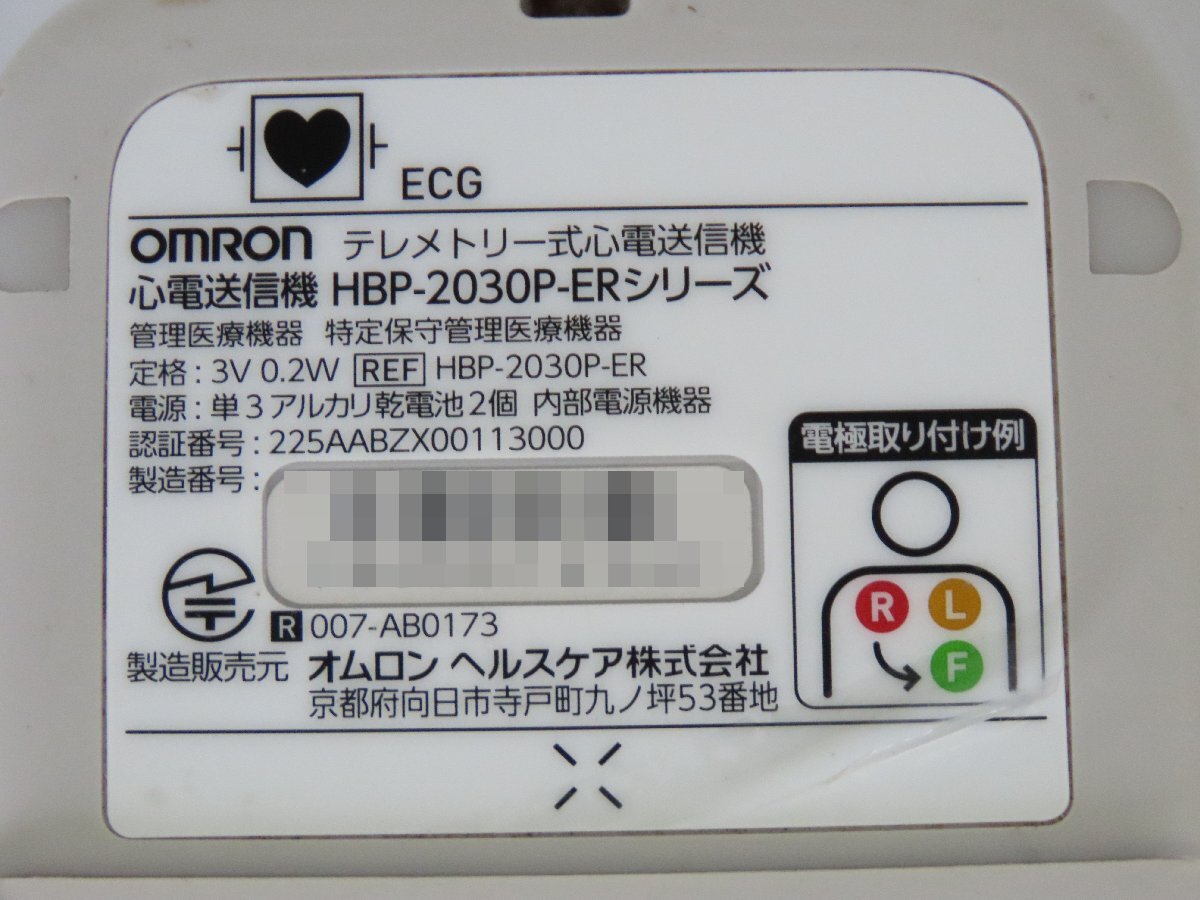 ECG
OMRON テレメトリー式心電送信機
心電送信機 HBP-2030P-ERシリーズ
管理医療機器 特定保守管理医療機器
定格 : 3V 0.2W REF HBP-2030P-ER
電源 : 単3アルカリ乾電池2個 内部電源機器
認証番号 : 225AABZX00113000
製造番号 :
R 007-AB0173
製造販売元 オムロン ヘルスケア株式会社
京都府向日市寺戸町九ノ坪53番地
電極取り付け例
R L
F